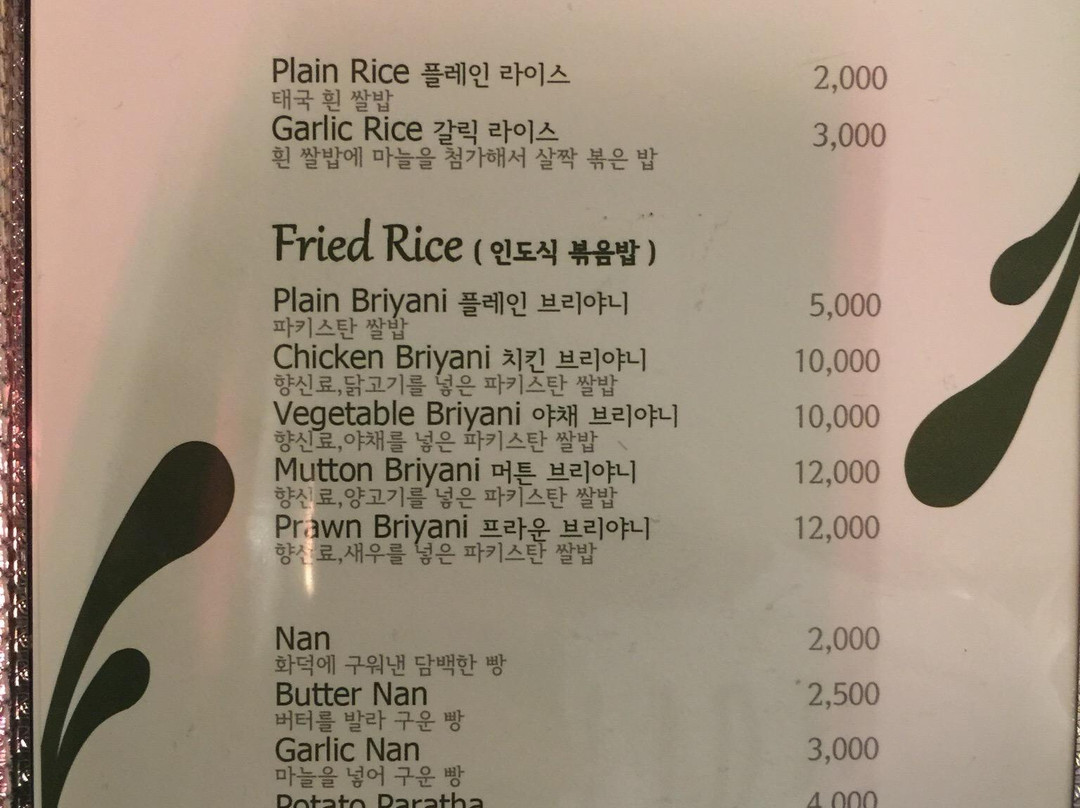 Plain Rice 플레인 라이스 2,000
태국 흰 쌀밥
Garlic Rice 갈릭 라이스 3,000
흰 쌀밥에 마늘을 첨가해서 살짝 볶은 밥
Fried Rice ( 인도식 볶음밥 )
Plain Briyani 플레인 브리야니 5,000
파키스탄 쌀밥
Chicken Briyani 치킨 브리야니 10,000
향신료,닭고기를 넣은 파키스탄 쌀밥
Vegetable Briyani 야채 브리야니 10,000
향신료,야채를 넣은 파키스탄 쌀밥
Mutton Briyani 머튼 브리야니 12,000
향신료,양고기를 넣은 파키스탄 쌀밥
Prawn Briyani 프라운 브리야니 12,000
향신료,새우를 넣은 파키스탄 쌀밥
Nan 2,000
화덕에 구워낸 담백한 빵
Butter Nan 2,500
버터를 발라 구운 빵
Garlic Nan 3,000
마늘을 넣어 구운 빵
Potato Paratha 4,000